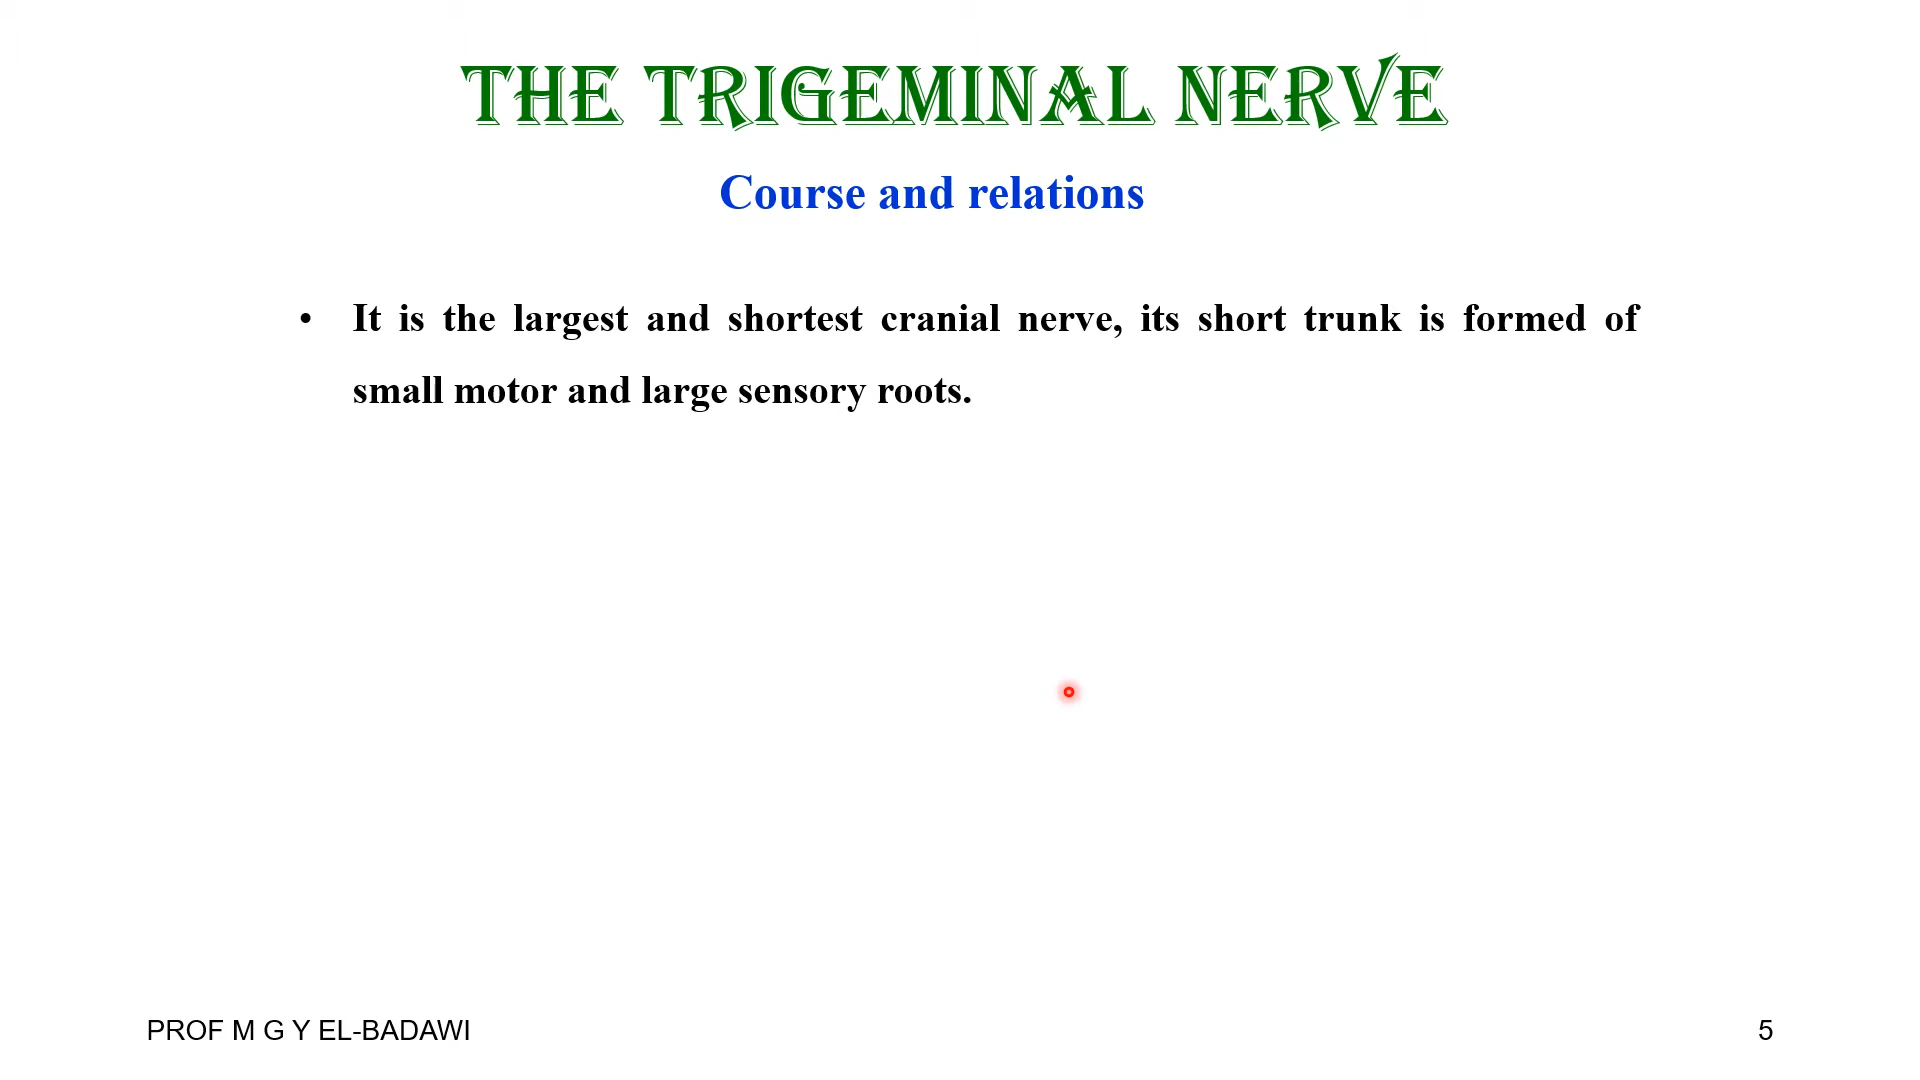 THE TRIGEMINAL NERVE
Course and relations
• It is the largest and shortest cranial nerve, its short trunk is formed of
small motor and large sensory roots.
PROF M G Y EL-BADAWI
5